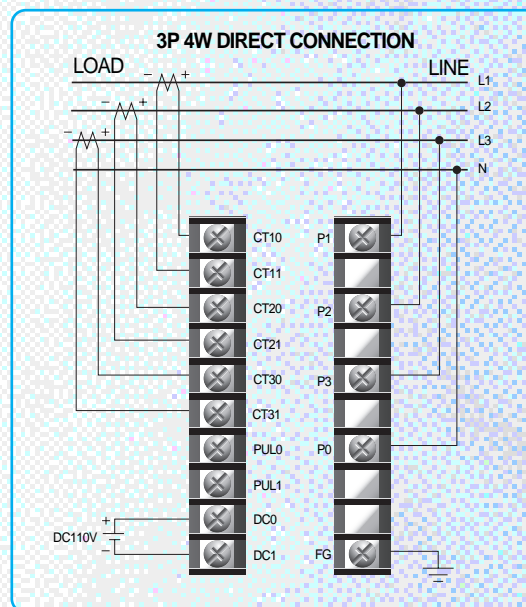 3P 4W DIRECT CONNECTION
LOAD
LINE
− +
L1
− +
L2
− +
L3
N
CT10
P1
CT11
CT20
P2
CT21
CT30
P3
CT31
PUL0
P0
PUL1
DC0
+
DC110V
−
DC1
FG